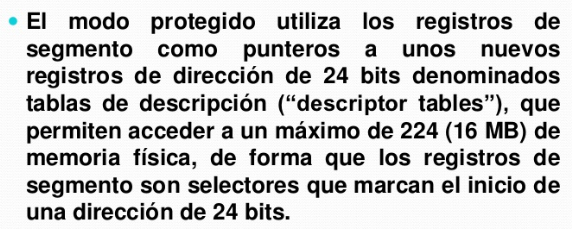 • El modo protegido utiliza los registros de
segmento como punteros a unos nuevos
registros de dirección de 24 bits denominados
tablas de descripción (“descriptor tables”), que
permiten acceder a un máximo de 224 (16 MB) de
memoria física, de forma que los registros de
segmento son selectores que marcan el inicio de
una dirección de 24 bits.